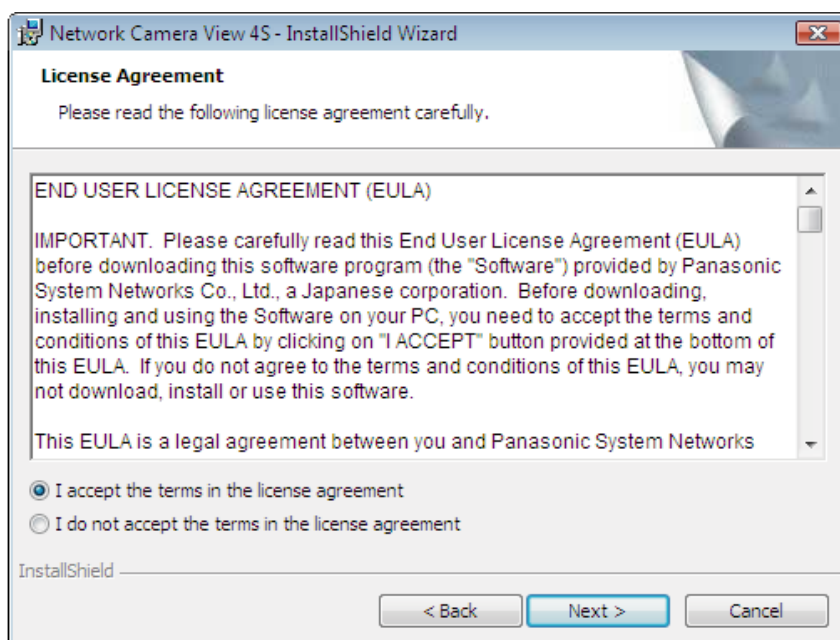 Network Camera View 4S - InstallShield Wizard
License Agreement
Please read the following license agreement carefully.
END USER LICENSE AGREEMENT (EULA)
IMPORTANT.  Please carefully read this End User License Agreement (EULA)
before downloading this software program (the "Software") provided by Panasonic
System Networks Co., Ltd., a Japanese corporation.  Before downloading,
installing and using the Software on your PC, you need to accept the terms and
conditions of this EULA by clicking on "I ACCEPT" button provided at the bottom of
this EULA.  If you do not agree to the terms and conditions of this EULA, you may
not download, install or use this software.
This EULA is a legal agreement between you and Panasonic System Networks
I accept the terms in the license agreement
I do not accept the terms in the license agreement
InstallShield
< Back
Next >
Cancel